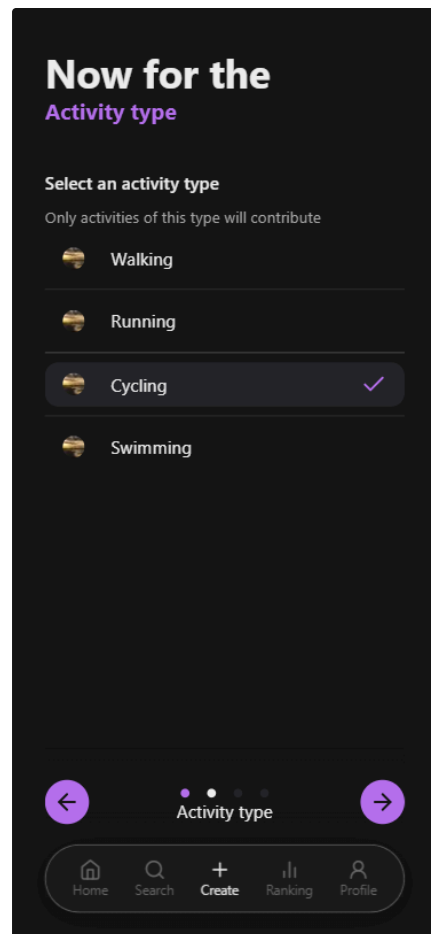 Now for the
Activity type
Select an activity type
Only activities of this type will contribute
Walking
Running
Cycling
Swimming
Activity type
Home Search Create Ranking Profile